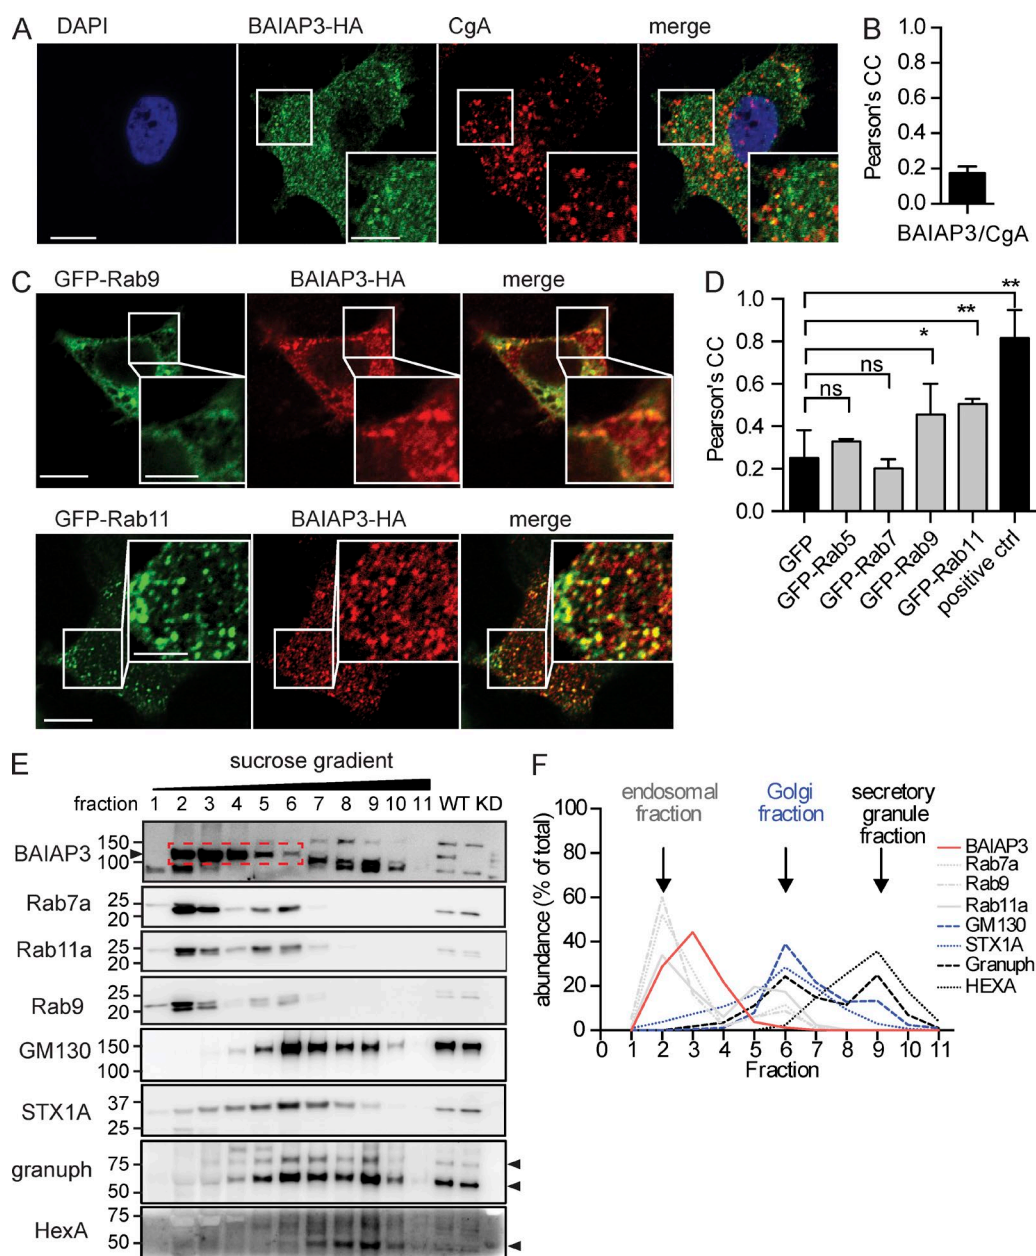 A
DAPI
BAIAP3-HA
CgA
merge
B
Pearson's CC
1.0
0.8
0.6
0.4
0.2
0.0
BAIAP3/CgA
C
GFP-Rab9
BAIAP3-HA
merge
GFP-Rab11
BAIAP3-HA
merge
D
Pearson's CC
1.0
0.8
0.6
0.4
0.2
0.0
**
**
*
ns
ns
GFP
GFP-Rab5
GFP-Rab7
GFP-Rab9
GFP-Rab11
positive ctrl
E
sucrose gradient
fraction 1 2 3 4 5 6 7 8 9 10 11 WT KD
BAIAP3
150
100
Rab7a
25
20
Rab11a
25
20
Rab9
25
20
GM130
150
100
STX1A
37
25
granuph
75
50
HexA
75
50
F
abundance (% of total)
100
80
60
40
20
0
endosomal
fraction
Golgi
fraction
secretory
granule
fraction
BAIAP3
Rab7a
Rab9
Rab11a
GM130
STX1A
Granuph
HEXA
0 1 2 3 4 5 6 7 8 9 10 11
Fraction